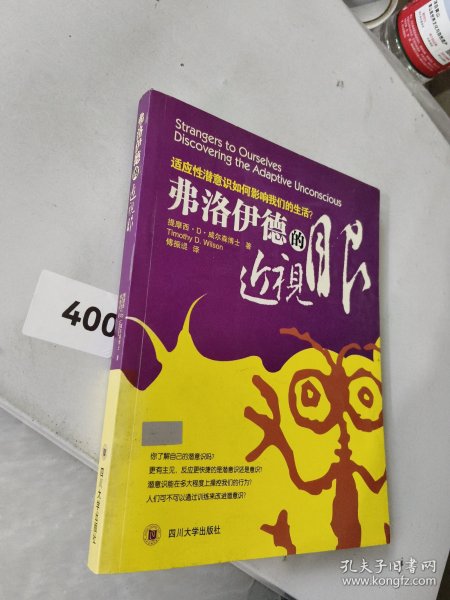 Strangers to Ourselves
Discovering the Adaptive Unconscious
适应性潜意识如何影响我们的生活?
弗洛伊德的
近視眼
提摩西·D·威尔森博士 著
Timothy D. Wilson
傅振焜 译
你了解自己的潜意识吗?
更有主见、反应更快捷的是潜意识还是意识?
潜意识能在多大程度上操控我们的行为?
人们可不可以通过训练来改进潜意识?
四川大学出版社
弗洛伊德的近視眼
400
孔夫子旧书网
www.kongfz.com